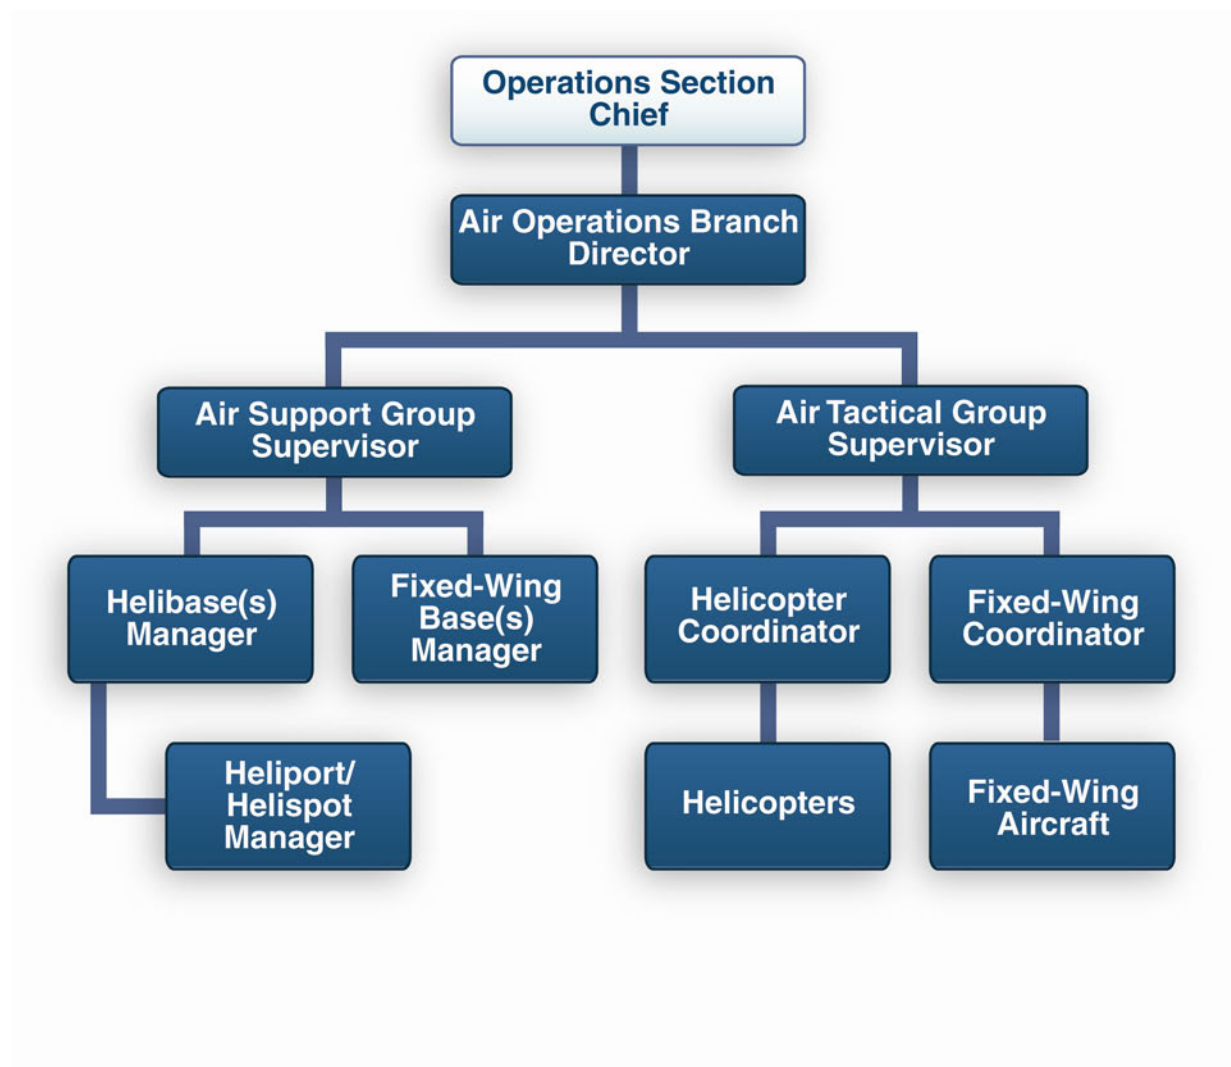 Operations Section
Chief
Air Operations Branch
Director
Air Support Group
Supervisor
Air Tactical Group
Supervisor
Helibase(s)
Manager
Fixed-Wing
Base(s)
Manager
Helicopter
Coordinator
Fixed-Wing
Coordinator
Heliport/
Helispot
Manager
Helicopters
Fixed-Wing
Aircraft